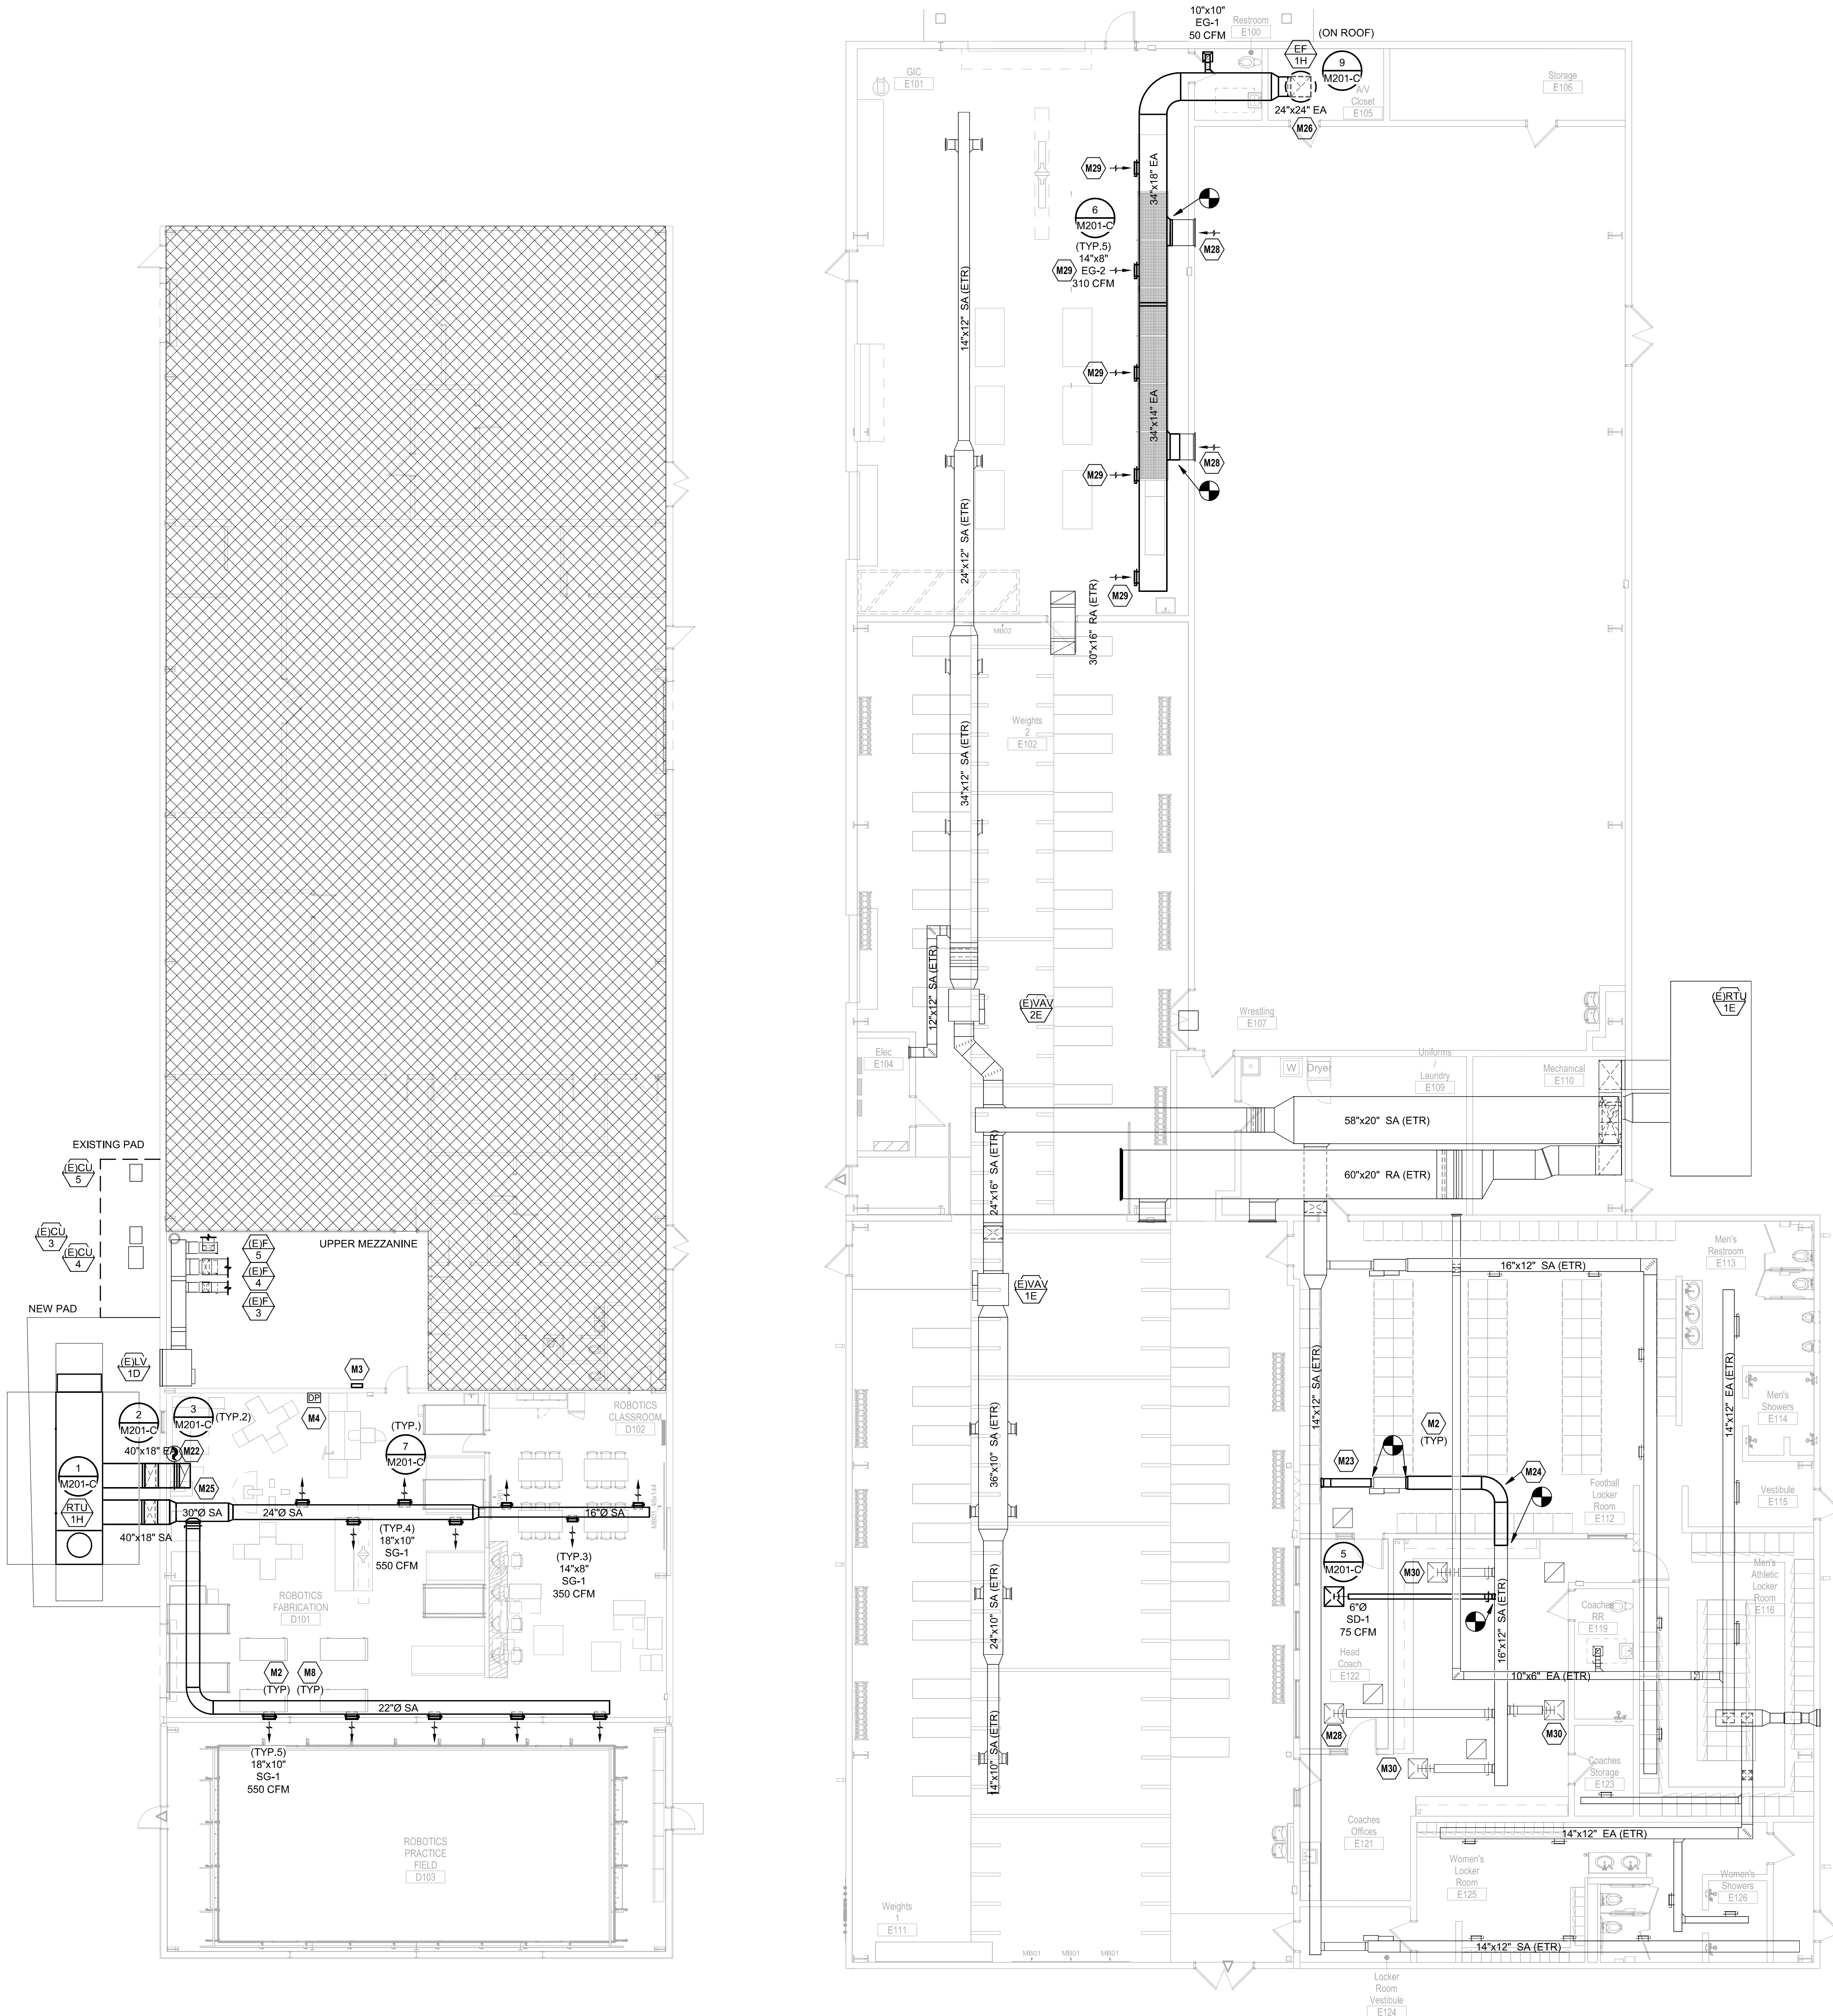 10"x10"
EG-1
50 CFM
Restroom
E100
(ON ROOF)
EF
1H
9
M201-C
GIC
E101
A/V
Closet
E105
Storage
E106
24"x24" EA
M26
34"x18" EA
M29
6
M201-C
(TYP.5)
14"x8"
EG-2
310 CFM
M29
M28
14"x12" SA (ETR)
M29
34"x14" EA
M28
M29
24"x12" SA (ETR)
M29
30"x16" RA (ETR)
MB02
Weights
2
E102
34"x12" SA (ETR)
12"x12" SA (ETR)
(E)VAV
2E
Wrestling
E107
(E)RTU
1E
Elec
E104
W
Dryer
Uniforms
/
Laundry
E109
Mechanical
E110
58"x20" SA (ETR)
24"x16" SA (ETR)
60"x20" RA (ETR)
EXISTING PAD
(E)CU
5
(E)CU
3
(E)CU
4
UPPER MEZZANINE
(E)F
5
(E)F
4
(E)F
3
NEW PAD
(E)LV
1D
M3
DP
M4
2
M201-C
3
M201-C
(TYP.2)
40"x18" EA
M22
M25
1
M201-C
RTU
1H
40"x18" SA
30"Ø SA
24"Ø SA
(TYP.)
7
M201-C
16"Ø SA
ROBOTICS
CLASSROOM
D102
MB01 48x144
(TYP.4)
18"x10"
SG-1
550 CFM
(TYP.3)
14"x8"
SG-1
350 CFM
ROBOTICS
FABRICATION
D101
M2
(TYP)
M8
(TYP)
22"Ø SA
(TYP.5)
18"x10"
SG-1
550 CFM
ROBOTICS
PRACTICE
FIELD
D103
(E)VAV
1E
36"x10" SA (ETR)
24"x10" SA (ETR)
14"x10" SA (ETR)
Weights
1
E111
MB01
MB01
MB01
16"x12" SA (ETR)
Men's
Restroom
E113
14"x12" SA (ETR)
14"x12" EA (ETR)
Men's
Showers
E114
M2
(TYP)
M23
M24
Football
Locker
Room
E112
Vestibule
E115
5
M201-C
M30
6"Ø
SD-1
75 CFM
16"x12" SA (ETR)
Men's
Athletic
Locker
Room
E116
Coaches
RR
E119
Head
Coach
E122
10"x6" EA (ETR)
M28
M30
M30
Coaches
Storage
E123
Coaches
Offices
E121
14"x12" EA (ETR)
Women's
Locker
Room
E125
Women's
Showers
E126
14"x12" SA (ETR)
Locker
Room
Vestibule
E124